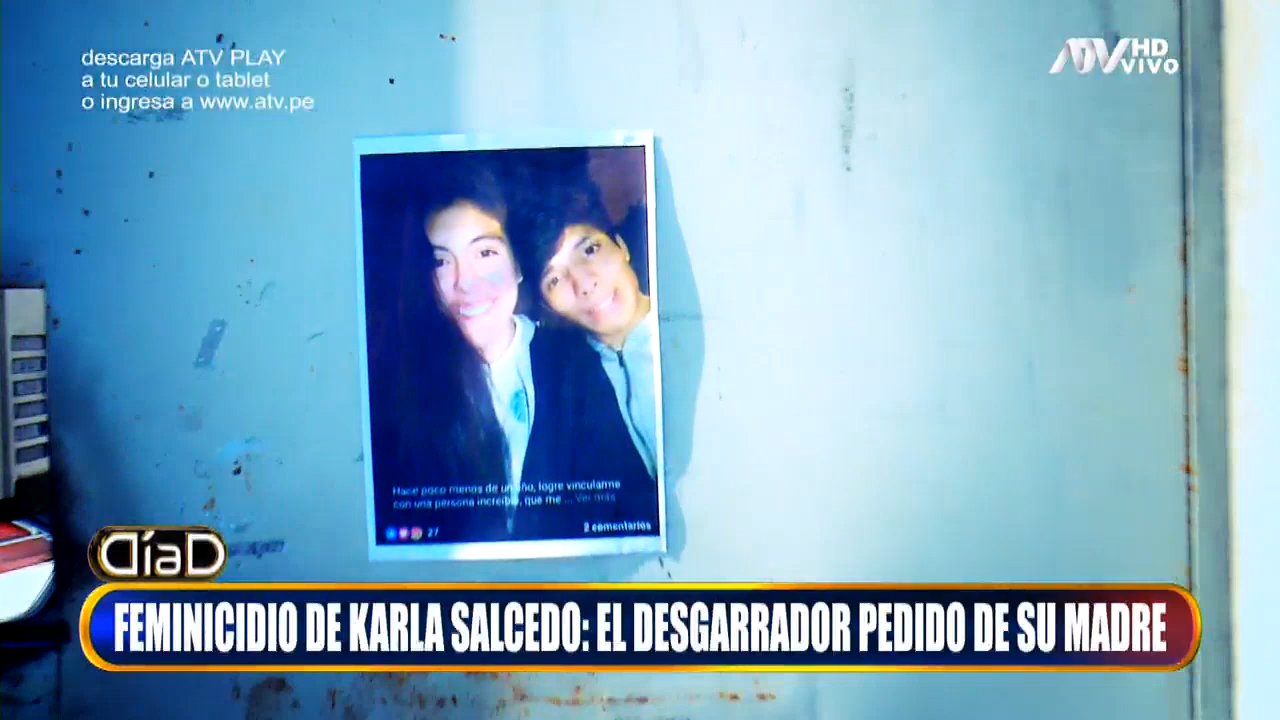 descarga ATV PLAY
a tu celular o tablet
o ingresa a www.atv.pe
ATV HD
VIVO
Hace poco menos de un año, logre vincularme
con una persona increíble, que me ... Ver más
27
2 comentarios
DíaD
FEMINICIDIO DE KARLA SALCEDO: EL DESGARRADOR PEDIDO DE SU MADRE